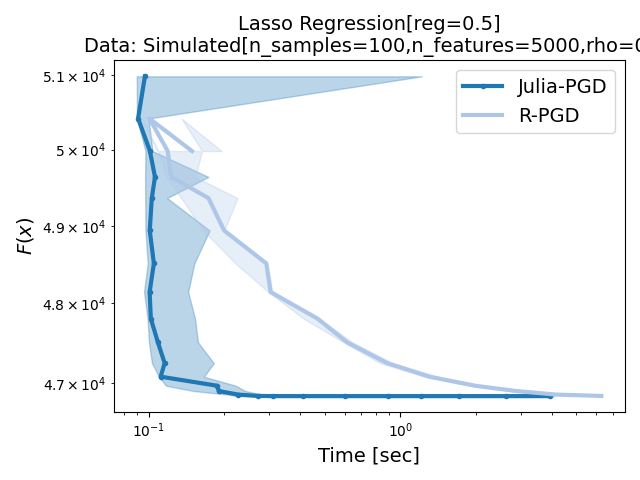 Lasso Regression[reg=0.5]
Data: Simulated[n_samples=100,n_features=5000,rho=0
5.1 × 10⁴
5 × 10⁴
4.9 × 10⁴
4.8 × 10⁴
4.7 × 10⁴
F(x)
Julia-PGD
R-PGD
10⁻¹
10⁰
Time [sec]